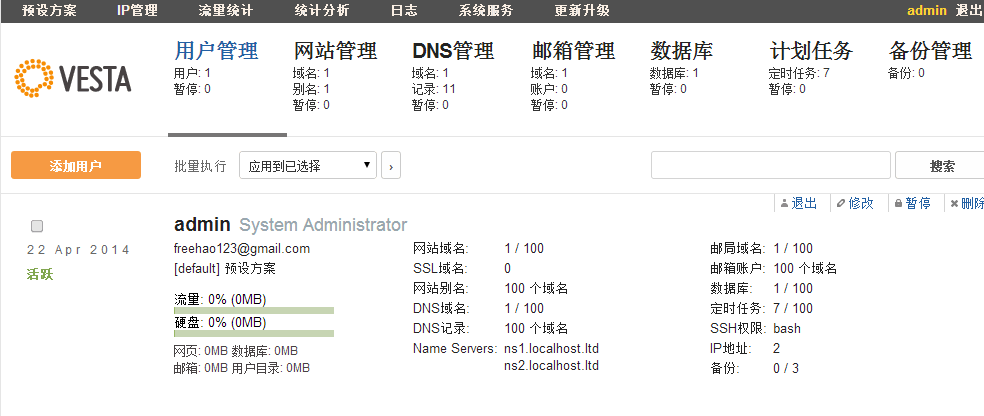 预设方案 IP管理 流量统计 统计分析 日志 系统服务 更新升级 admin 退出
VESTA
用户管理 网站管理 DNS管理 邮箱管理 数据库 计划任务 备份管理
用户: 1 域名: 1 域名: 1 域名: 1 数据库: 1 定时任务: 7 备份: 0
暂停: 0 别名: 1 记录: 11 账户: 0 暂停: 0 暂停: 0
暂停: 0 暂停: 0 暂停: 0
添加用户 批量执行 应用到已选择 › 搜索
退出 修改 暂停 删除
admin System Administrator
22 Apr 2014
活跃
freehao123@gmail.com
[default] 预设方案
流量: 0% (0MB)
硬盘: 0% (0MB)
网页: 0MB 数据库: 0MB
邮箱: 0MB 用户目录: 0MB
网站域名: 1 / 100
SSL域名: 0
网站别名: 100 个域名
DNS域名: 1 / 100
DNS记录: 100 个域名
Name Servers: ns1.localhost.ltd
ns2.localhost.ltd
邮局域名: 1 / 100
邮箱账户: 100 个域名
数据库: 1 / 100
定时任务: 7 / 100
SSH权限: bash
IP地址: 2
备份: 0 / 3